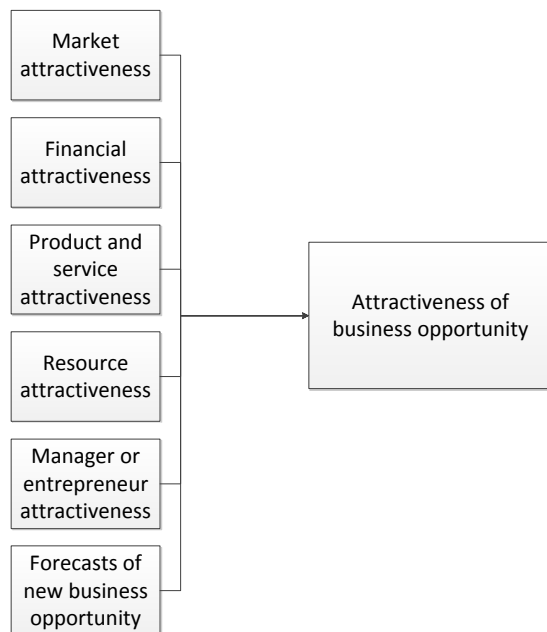 Market
attractiveness
Financial
attractiveness
Product and
service
attractiveness
Resource
attractiveness
Manager or
entrepreneur
attractiveness
Forecasts of
new business
opportunity
Attractiveness of
business opportunity